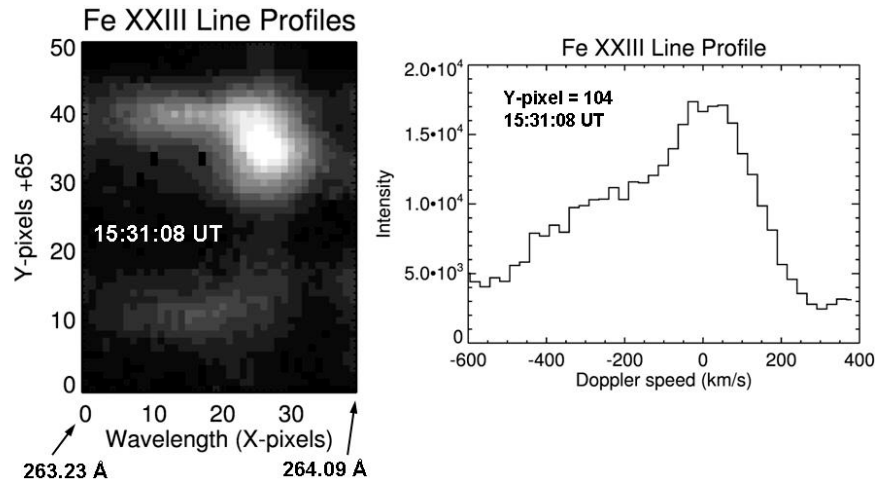 Fe XXIII Line Profiles
50
40
30
20
10
0
Y-pixels +65
15:31:08 UT
0 10 20 30
Wavelength (X-pixels)
263.23 Å
264.09 Å
Fe XXIII Line Profile
2.0•10⁴
1.5•10⁴
1.0•10⁴
5.0•10³
0
Intensity
Y-pixel = 104
15:31:08 UT
-600 -400 -200 0 200 400
Doppler speed (km/s)